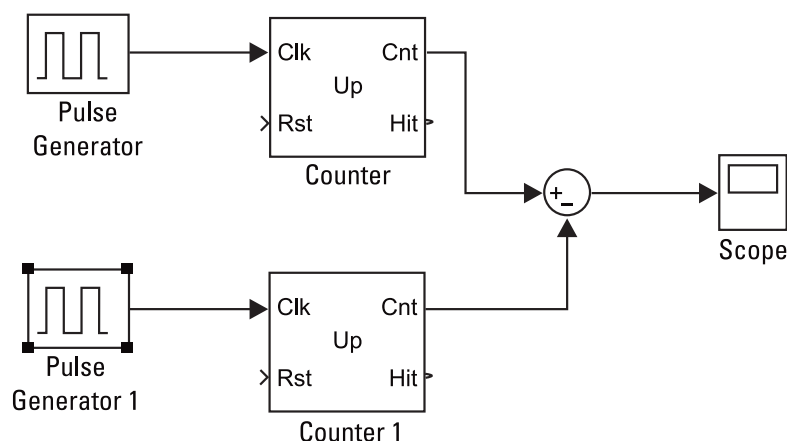 Clk
Cnt
Up
Rst
Hit
Pulse
Generator
Counter
+
−
Scope
Clk
Cnt
Up
Rst
Hit
Pulse
Generator 1
Counter 1